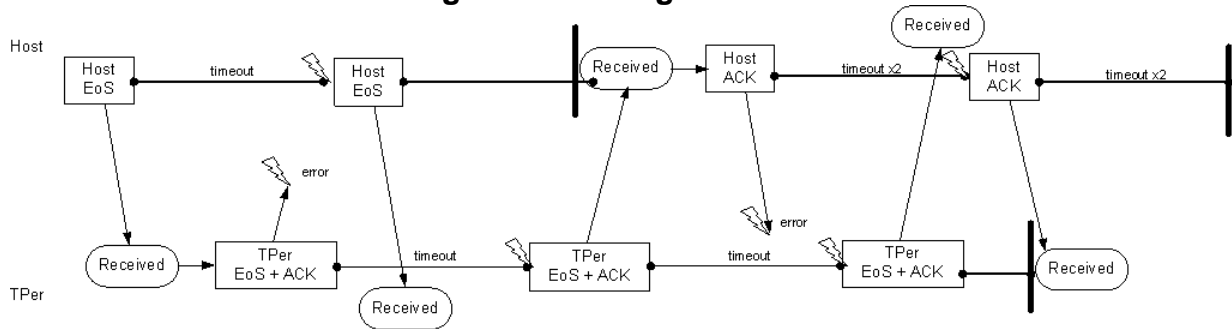 Host
Host
EoS
timeout
Host
EoS
Received
Host
ACK
timeout x2
Received
Host
ACK
timeout x2
error
error
Received
TPer
EoS + ACK
timeout
Received
TPer
EoS + ACK
timeout
TPer
EoS + ACK
Received
TPer